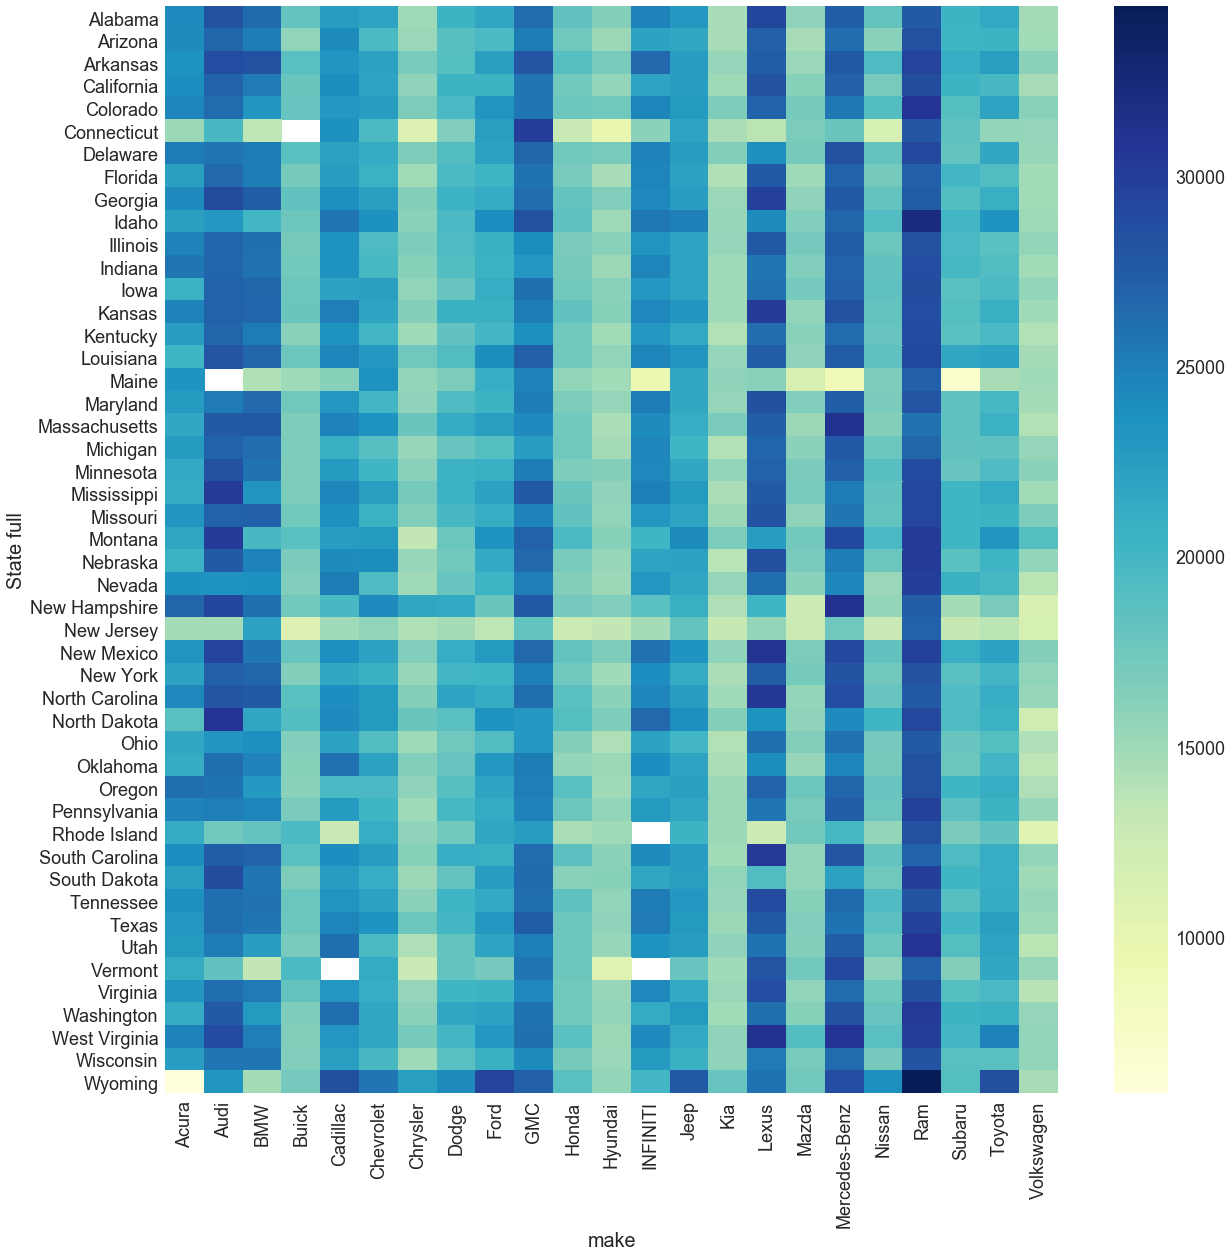 State full
Alabama
Arizona
Arkansas
California
Colorado
Connecticut
Delaware
Florida
Georgia
Idaho
Illinois
Indiana
Iowa
Kansas
Kentucky
Louisiana
Maine
Maryland
Massachusetts
Michigan
Minnesota
Mississippi
Missouri
Montana
Nebraska
Nevada
New Hampshire
New Jersey
New Mexico
New York
North Carolina
North Dakota
Ohio
Oklahoma
Oregon
Pennsylvania
Rhode Island
South Carolina
South Dakota
Tennessee
Texas
Utah
Vermont
Virginia
Washington
West Virginia
Wisconsin
Wyoming
Acura
Audi
BMW
Buick
Cadillac
Chevrolet
Chrysler
Dodge
Ford
GMC
Honda
Hyundai
INFINITI
Jeep
Kia
Lexus
Mazda
Mercedes-Benz
Nissan
Ram
Subaru
Toyota
Volkswagen
make
30000
25000
20000
15000
10000